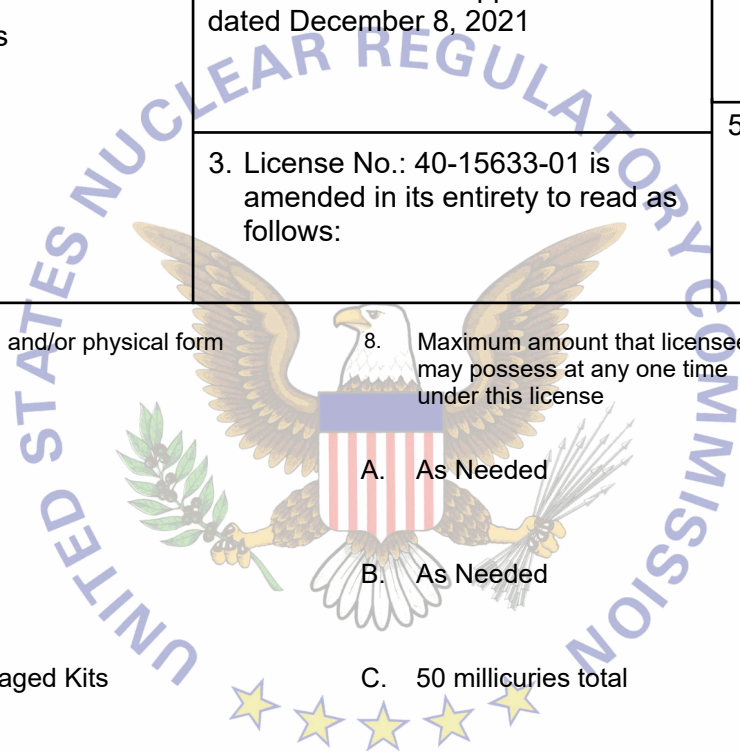 s
dated December 8, 2021
UNITED STATES NUCLEAR REGULATORY COMMISSION
5
3. License No.: 40-15633-01 is
amended in its entirety to read as
follows:
and/or physical form
8. Maximum amount that licensee
may possess at any one time
under this license
A. As Needed
B. As Needed
aged Kits
C. 50 millicuries total